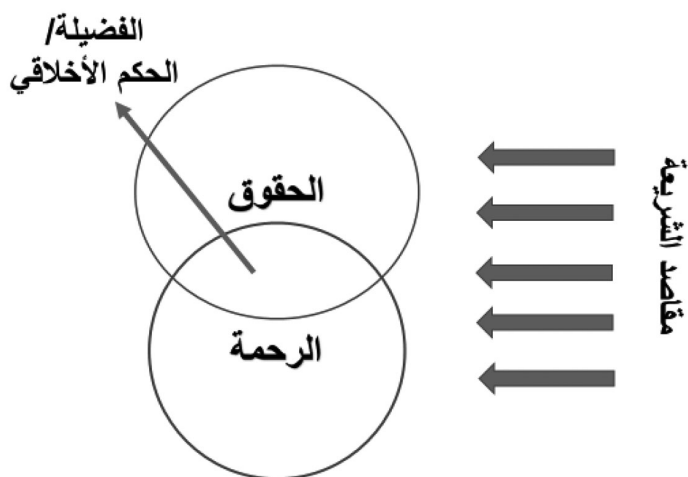 الفضيلة/
الحكم الأخلاقي
الحقوق
الرحمة
مقاصد الشريعة